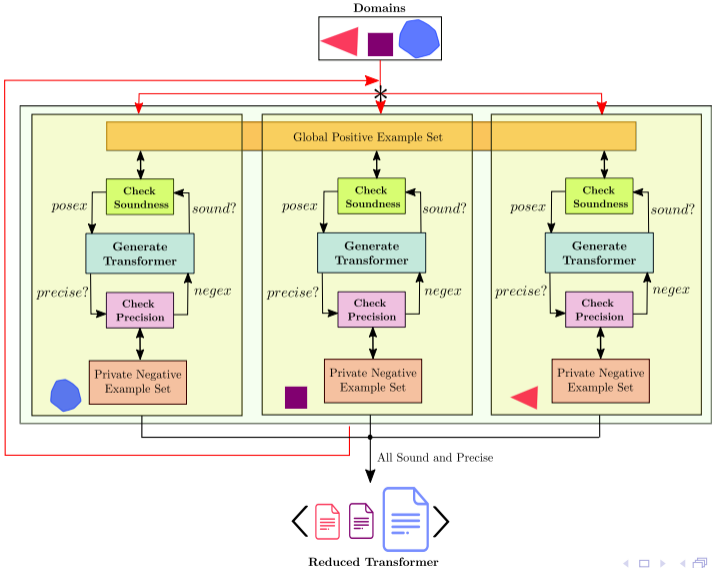 Domains
Global Positive Example Set
Check
Soundness
posex
sound?
Generate
Transformer
precise?
negex
Check
Precision
Private Negative
Example Set
Check
Soundness
posex
sound?
Generate
Transformer
precise?
negex
Check
Precision
Private Negative
Example Set
Check
Soundness
posex
sound?
Generate
Transformer
precise?
negex
Check
Precision
Private Negative
Example Set
All Sound and Precise
Reduced Transformer